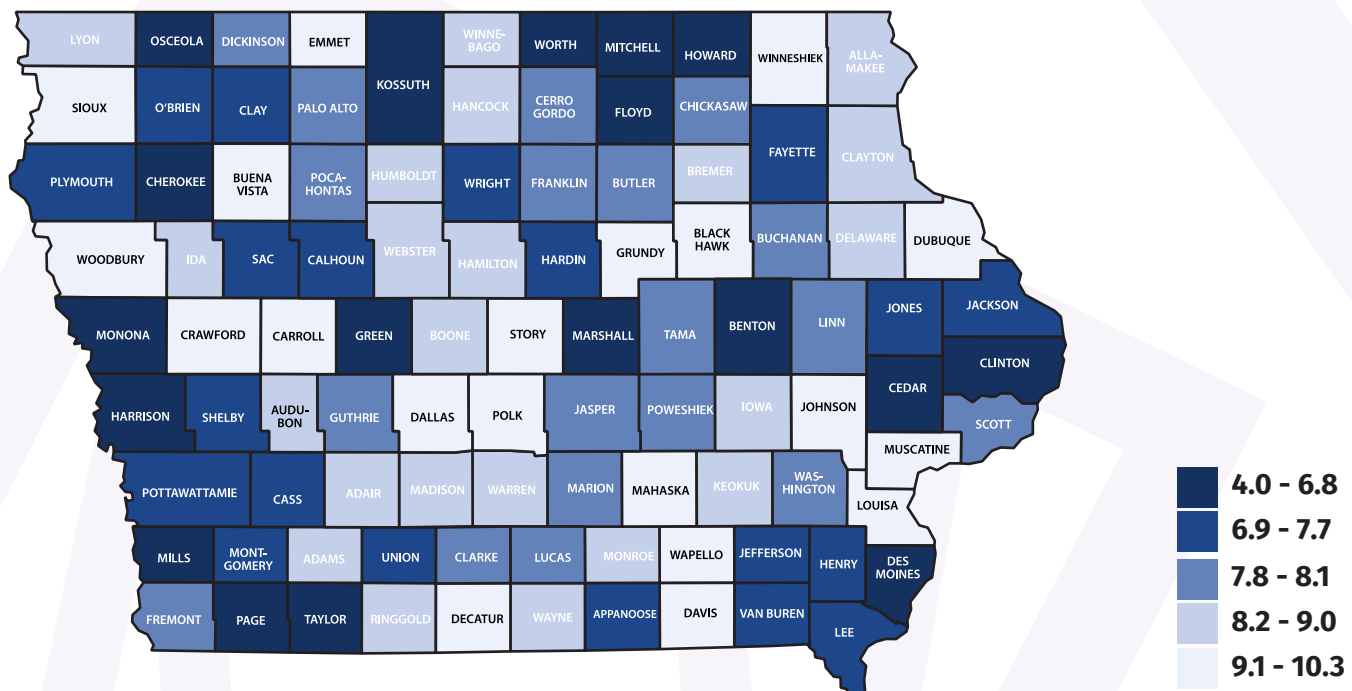 LYON
OSCEOLA
DICKINSON
EMMET
KOSSUTH
WINNE-
BAGO
WORTH
MITCHELL
HOWARD
WINNESHIEK
ALLA-
MAKEE
SIOUX
O'BRIEN
CLAY
PALO ALTO
HANCOCK
CERRO
GORDO
FLOYD
CHICKASAW
PLYMOUTH
CHEROKEE
BUENA
VISTA
POCA-
HONTAS
HUMBOLDT
WRIGHT
FRANKLIN
BUTLER
BREMER
FAYETTE
CLAYTON
WOODBURY
IDA
SAC
CALHOUN
WEBSTER
HAMILTON
HARDIN
GRUNDY
BLACK
HAWK
BUCHANAN
DELAWARE
DUBUQUE
MONONA
CRAWFORD
CARROLL
GREEN
BOONE
STORY
MARSHALL
TAMA
BENTON
LINN
JONES
JACKSON
CLINTON
HARRISON
SHELBY
AUDU-
BON
GUTHRIE
DALLAS
POLK
JASPER
POWESHIEK
IOWA
JOHNSON
CEDAR
SCOTT
MUSCATINE
POTTAWATTAMIE
CASS
ADAIR
MADISON
WARREN
MARION
MAHASKA
KEOKUK
WAS-
HINGTON
LOUISA
MILLS
MONT-
GOMERY
ADAMS
UNION
CLARKE
LUCAS
MONROE
WAPELLO
JEFFERSON
HENRY
DES
MOINES
FREMONT
PAGE
TAYLOR
RINGGOLD
DECATUR
WAYNE
APPANOOSE
DAVIS
VAN BUREN
LEE
4.0 - 6.8
6.9 - 7.7
7.8 - 8.1
8.2 - 9.0
9.1 - 10.3